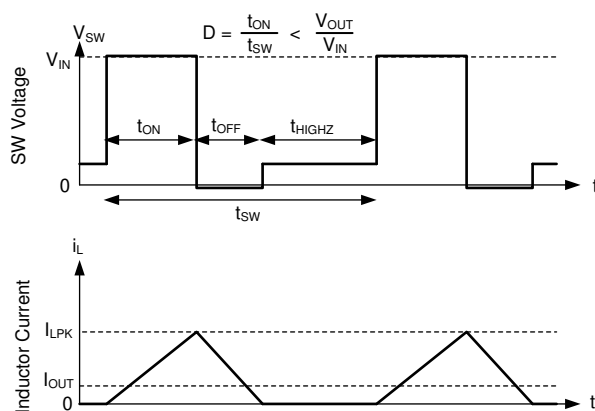 V_SW
D = t_ON / t_SW < V_OUT / V_IN
V_IN
SW Voltage
t_ON
t_OFF
t_HIGHZ
0
t
t_SW
i_L
Inductor Current
I_LPK
I_OUT
0
t